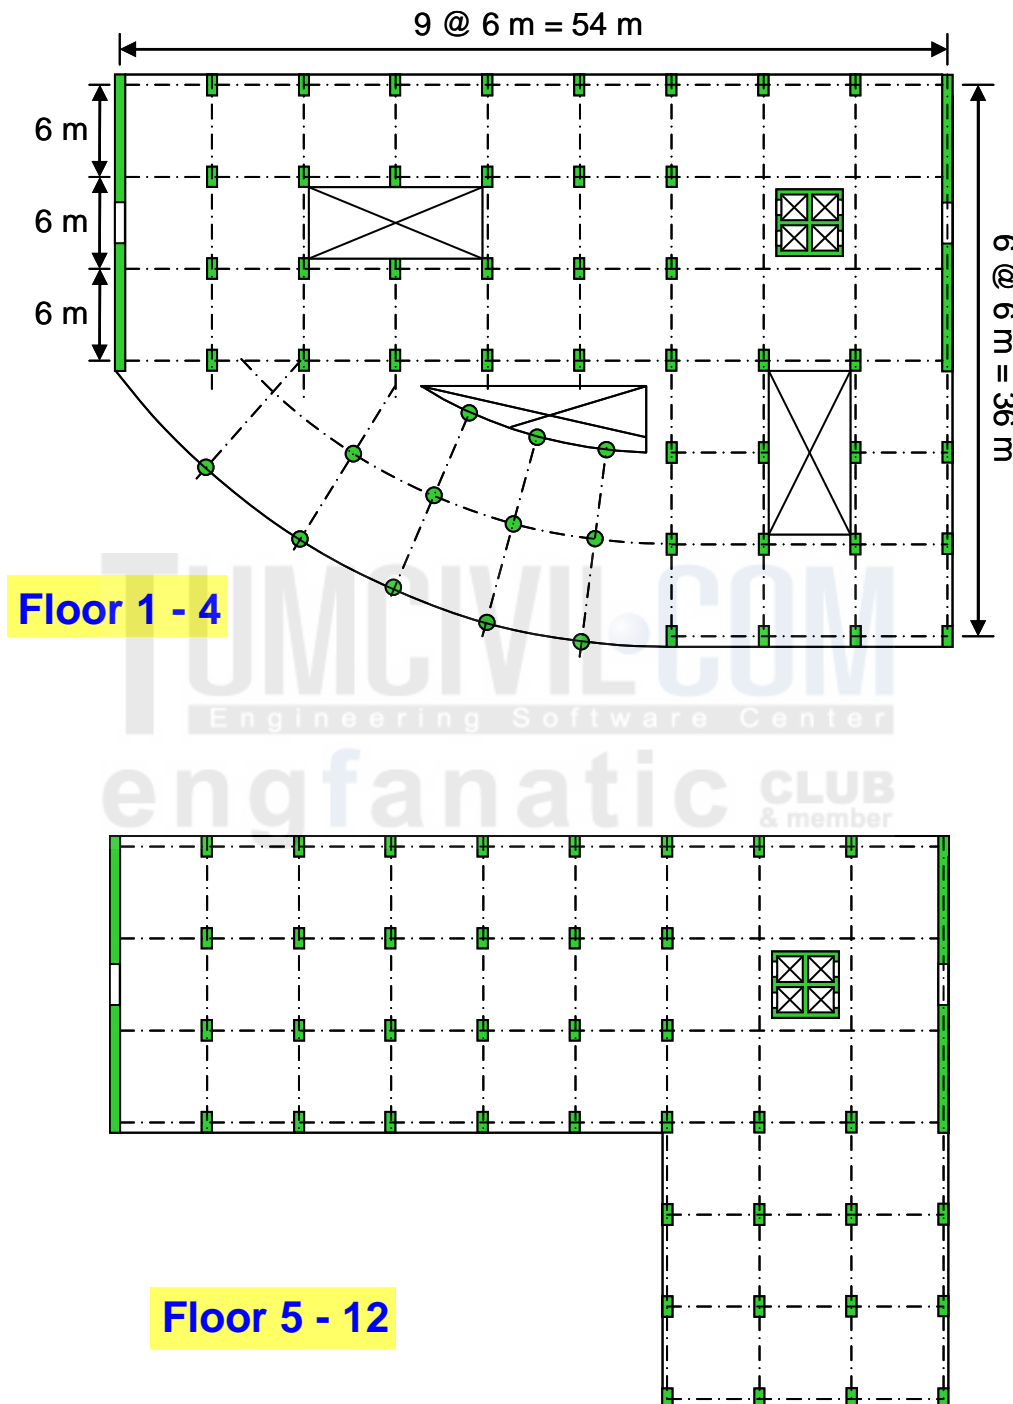 9 @ 6 m = 54 m
6 m
6 m
6 m
6 @ 6 m = 36 m
Floor 1 - 4
TUMCIVIL.COM
Engineering Software Center
engfanatic CLUB
& member
Floor 5 - 12